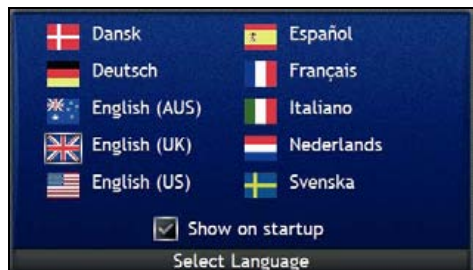 Dansk
Deutsch
English (AUS)
English (UK)
English (US)
Español
Français
Italiano
Nederlands
Svenska
Show on startup
Select Language